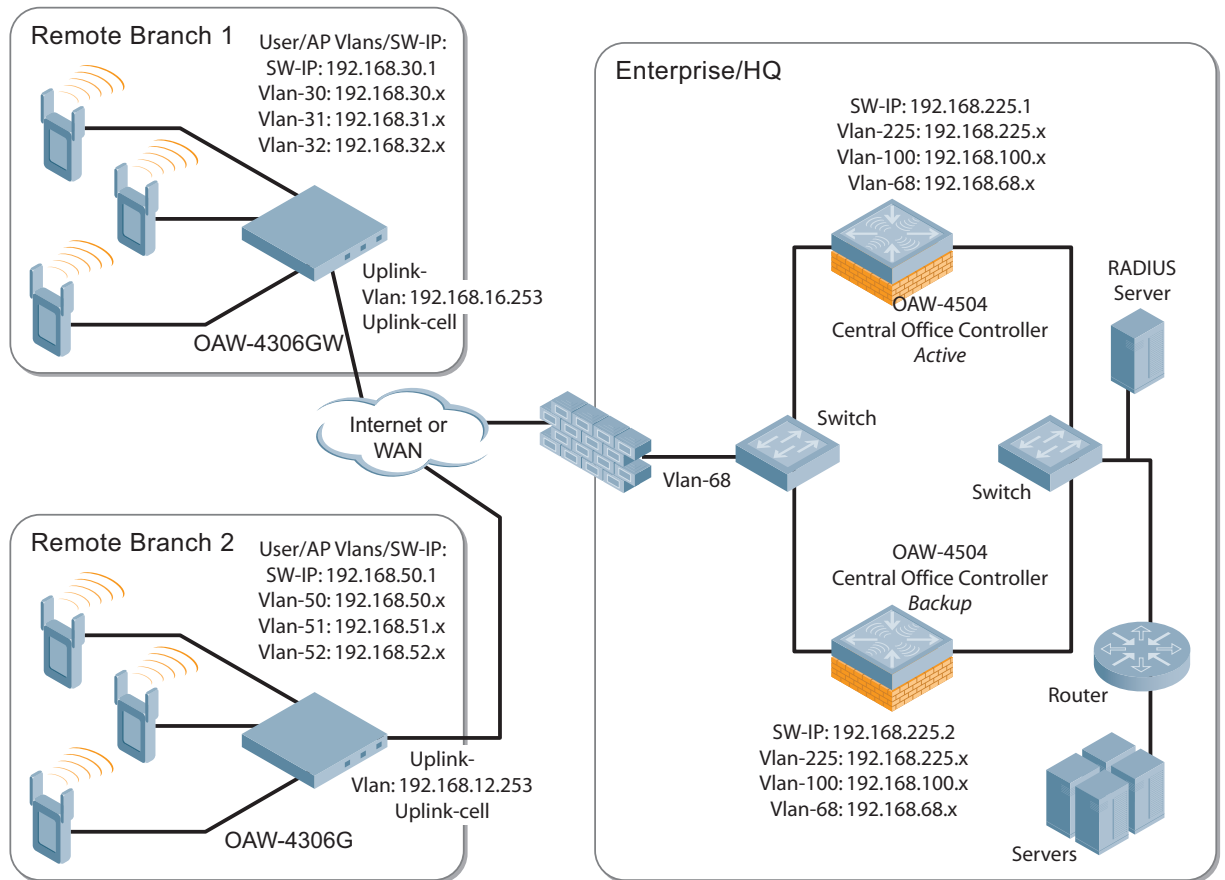 Remote Branch 1
User/AP Vlans/SW-IP:
SW-IP: 192.168.30.1
Vlan-30: 192.168.30.x
Vlan-31: 192.168.31.x
Vlan-32: 192.168.32.x
Uplink-
Vlan: 192.168.16.253
Uplink-cell
OAW-4306GW
Internet or
WAN
Remote Branch 2
User/AP Vlans/SW-IP:
SW-IP: 192.168.50.1
Vlan-50: 192.168.50.x
Vlan-51: 192.168.51.x
Vlan-52: 192.168.52.x
Uplink-
Vlan: 192.168.12.253
Uplink-cell
OAW-4306G
Enterprise/HQ
SW-IP: 192.168.225.1
Vlan-225: 192.168.225.x
Vlan-100: 192.168.100.x
Vlan-68: 192.168.68.x
OAW-4504
Central Office Controller
Active
RADIUS
Server
Switch
Vlan-68
Switch
OAW-4504
Central Office Controller
Backup
SW-IP: 192.168.225.2
Vlan-225: 192.168.225.x
Vlan-100: 192.168.100.x
Vlan-68: 192.168.68.x
Router
Servers